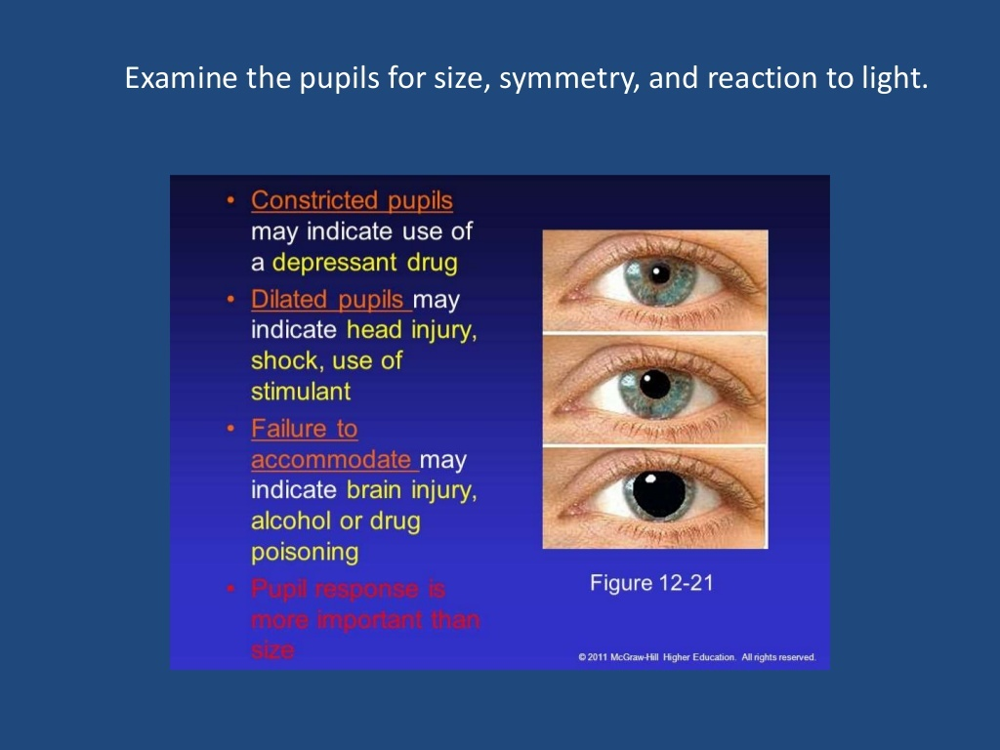 Examine the pupils for size, symmetry, and reaction to light.
• Constricted pupils
may indicate use of
a depressant drug
• Dilated pupils may
indicate head injury,
shock, use of
stimulant
• Failure to
accommodate may
indicate brain injury,
alcohol or drug
poisoning
• Pupil response is
more important than
size
Figure 12-21
© 2011 McGraw-Hill Higher Education. All rights reserved.